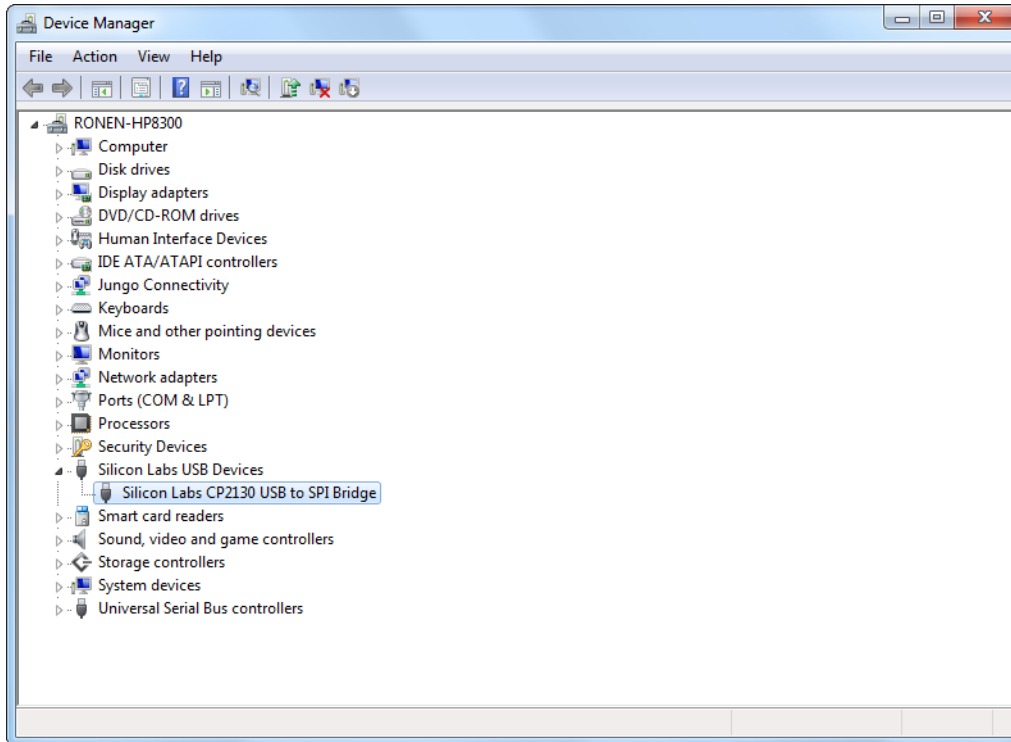 Device Manager
File Action View Help
RONEN-HP8300
Computer
Disk drives
Display adapters
DVD/CD-ROM drives
Human Interface Devices
IDE ATA/ATAPI controllers
Jungo Connectivity
Keyboards
Mice and other pointing devices
Monitors
Network adapters
Ports (COM & LPT)
Processors
Security Devices
Silicon Labs USB Devices
Silicon Labs CP2130 USB to SPI Bridge
Smart card readers
Sound, video and game controllers
Storage controllers
System devices
Universal Serial Bus controllers